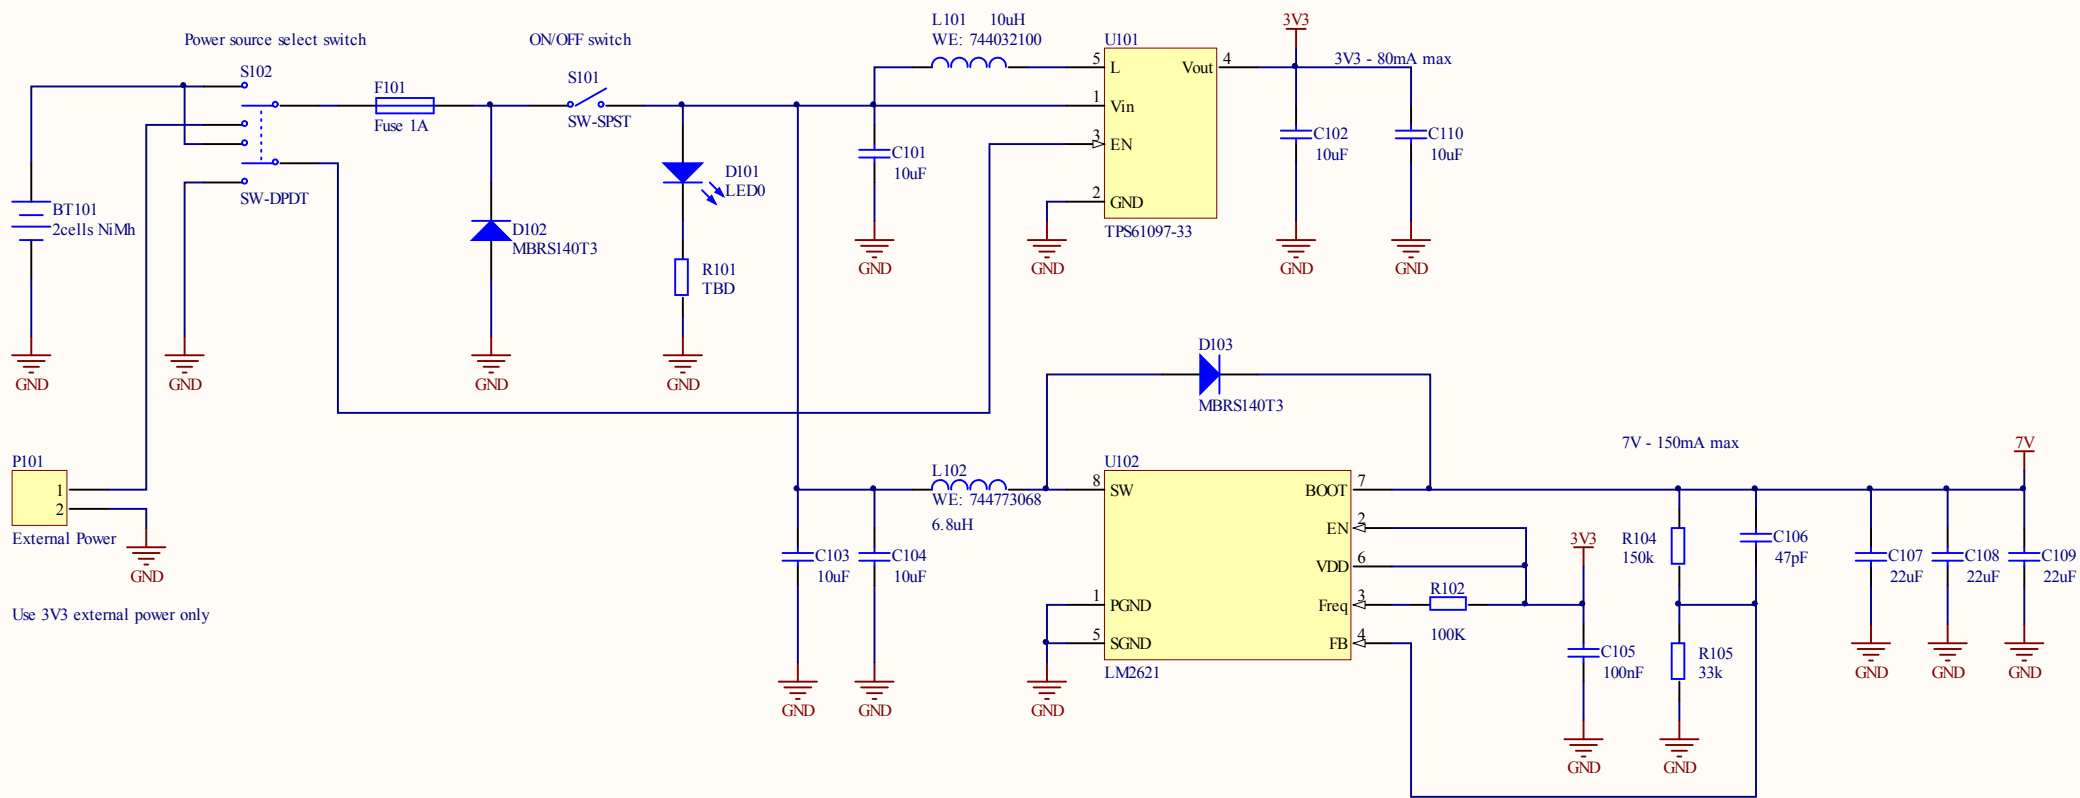 Power source select switch
ON/OFF switch
S102
SW-DPDT
F101
Fuse 1A
S101
SW-SPST
BT101
2cells NiMh
GND
GND
D102
MBRS140T3
GND
D101
LED0
R101
TBD
GND
L101 10uH
WE: 744032100
C101
10uF
GND
U101
5 L
1 Vin
3 EN
2 GND
Vout 4
TPS61097-33
GND
3V3
3V3 - 80mA max
C102
10uF
GND
C110
10uF
GND
P101
1
2
External Power
GND
Use 3V3 external power only
D103
MBRS140T3
L102
WE: 744773068
6.8uH
C103
10uF
GND
C104
10uF
GND
U102
8 SW
1 PGND
5 SGND
BOOT 7
EN 2
VDD 6
Freq 3
FB 4
LM2621
GND
R102
100K
3V3
C105
100nF
GND
7V - 150mA max
7V
R104
150k
R105
33k
GND
C106
47pF
C107
22uF
GND
C108
22uF
GND
C109
22uF
GND